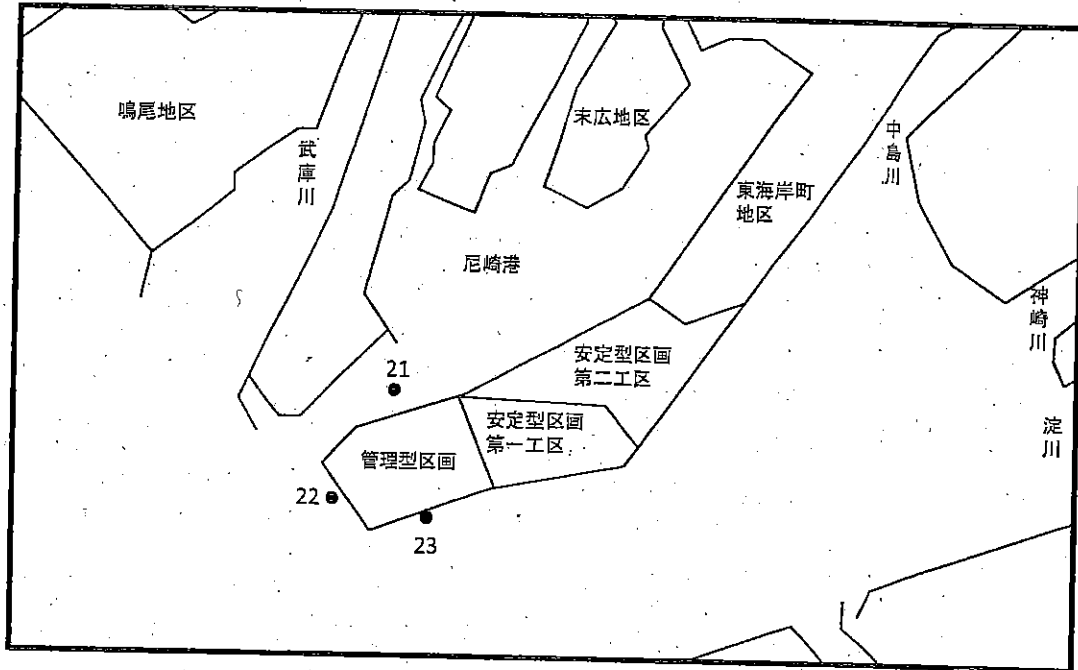 鳴尾地区
武庫川
末広地区
中島川
東海岸町
地区
尼崎港
神崎川
安定型区画
第二工区
21
安定型区画
第一工区
淀川
管理型区画
22
23